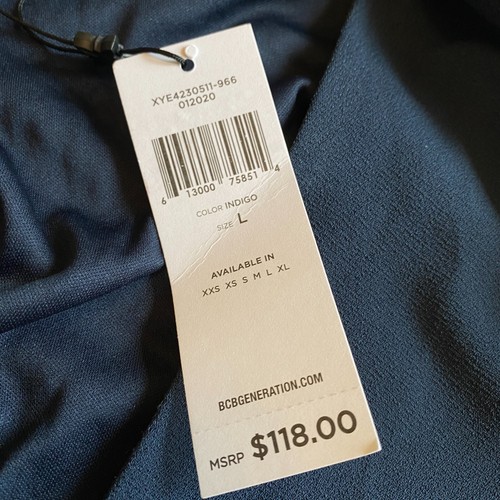 XYE4230511-966
012020
6 13000 75851 4
COLOR INDIGO
SIZE L
AVAILABLE IN
XXS XS S M L XL
BCBGENERATION.COM
MSRP $118.00